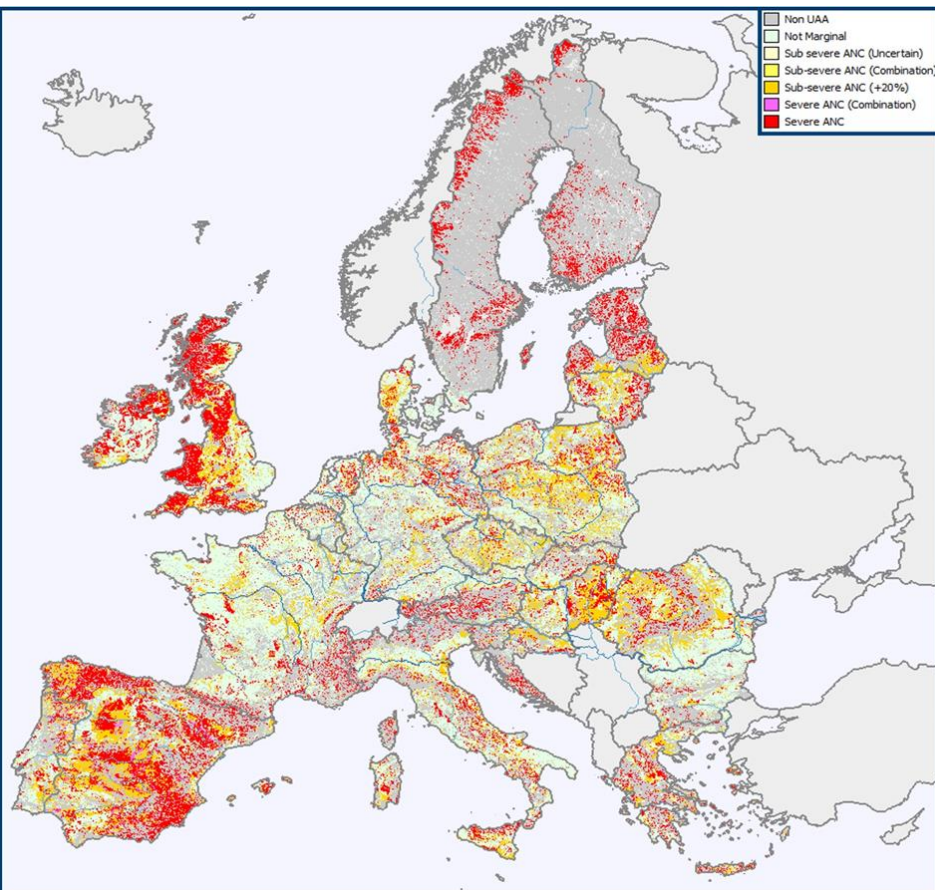 Non UAA
Not Marginal
Sub severe ANC (Uncertain)
Sub-severe ANC (Combination)
Sub-severe ANC (+20%)
Severe ANC (Combination)
Severe ANC